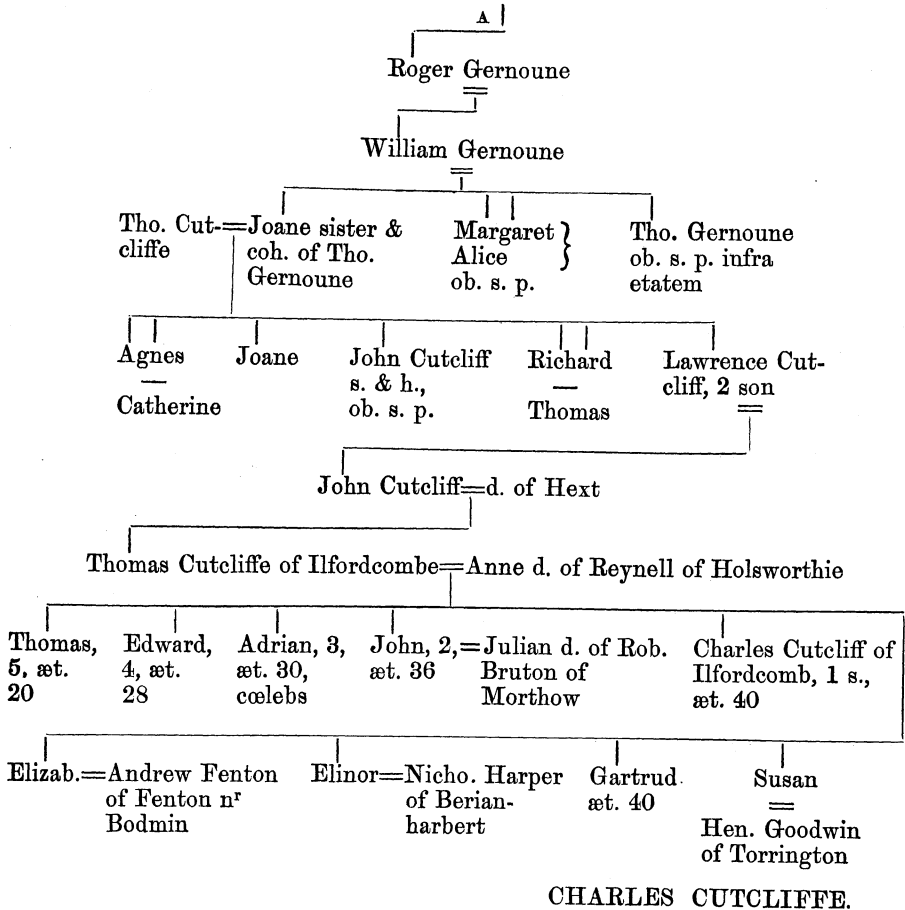 A
Roger Gernoune
William Gernoune
Tho. Cut-=Joane sister &
cliffe
coh. of Tho.
Gernoune
Margaret }
Alice
ob. s. p.
Tho. Gernoune
ob. s. p. infra
etatem
Agnes
—
Catherine
Joane
John Cutcliff
s. & h.,
ob. s. p.
Richard
—
Thomas
Lawrence Cut-
cliff, 2 son
John Cutcliff=d. of Hext
Thomas Cutcliffe of Ilfordcombe=Anne d. of Reynell of Holsworthie
Thomas,
5, æt.
20
Edward,
4, æt.
28
Adrian, 3,
æt. 30,
cœlebs
John, 2,=Julian d. of Rob.
æt. 36
Bruton of
Morthow
Charles Cutcliff of
Ilfordcomb, 1 s.,
æt. 40
Elizab.=Andrew Fenton
of Fenton nr
Bodmin
Elinor=Nicho. Harper
of Berian-
harbert
Gartrud
æt. 40
Susan
=
Hen. Goodwin
of Torrington
CHARLES CUTCLIFFE.